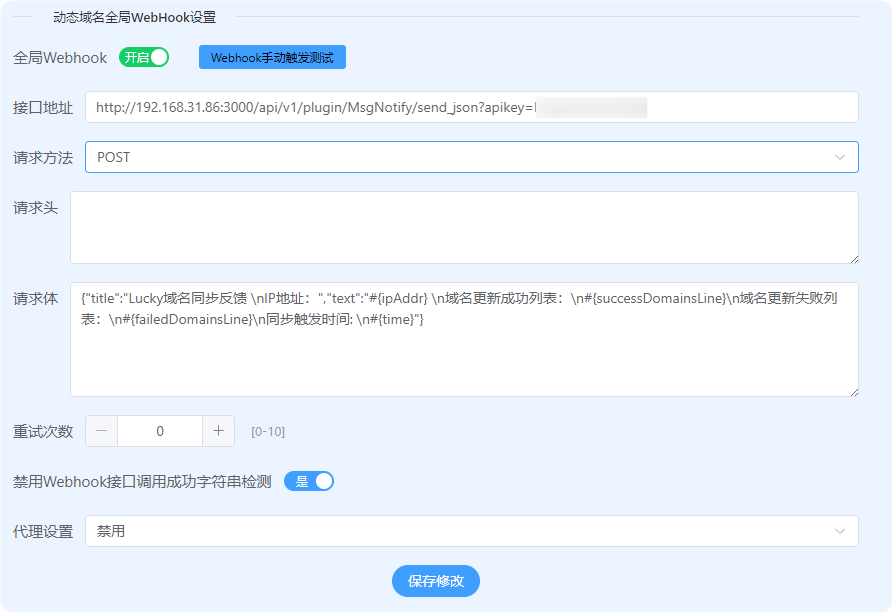 动态域名全局WebHook设置
全局Webhook 开启 Webhook手动触发测试
接口地址 http://192.168.31.86:3000/api/v1/plugin/MsgNotify/send_json?apikey=
请求方法 POST
请求头
请求体 {"title":"Lucky域名同步反馈 \nIP地址：","text":"#{ipAddr} \n域名更新成功列表：\n#{successDomainsLine}\n域名更新失败列
表：\n#{failedDomainsLine}\n同步触发时间: \n#{time}"}
重试次数 0 [0-10]
禁用Webhook接口调用成功字符串检测 是
代理设置 禁用
保存修改